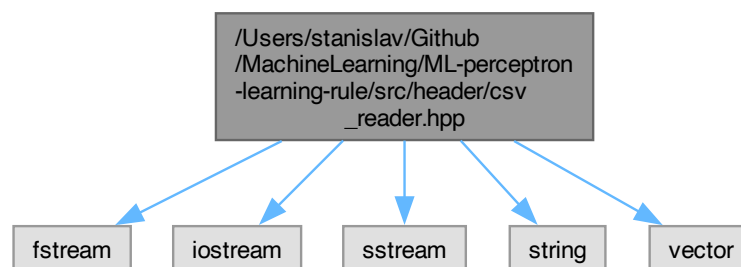 /Users/stanislav/Github
/MachineLearning/ML-perceptron
-learning-rule/src/header/csv
_reader.hpp
fstream
iostream
sstream
string
vector